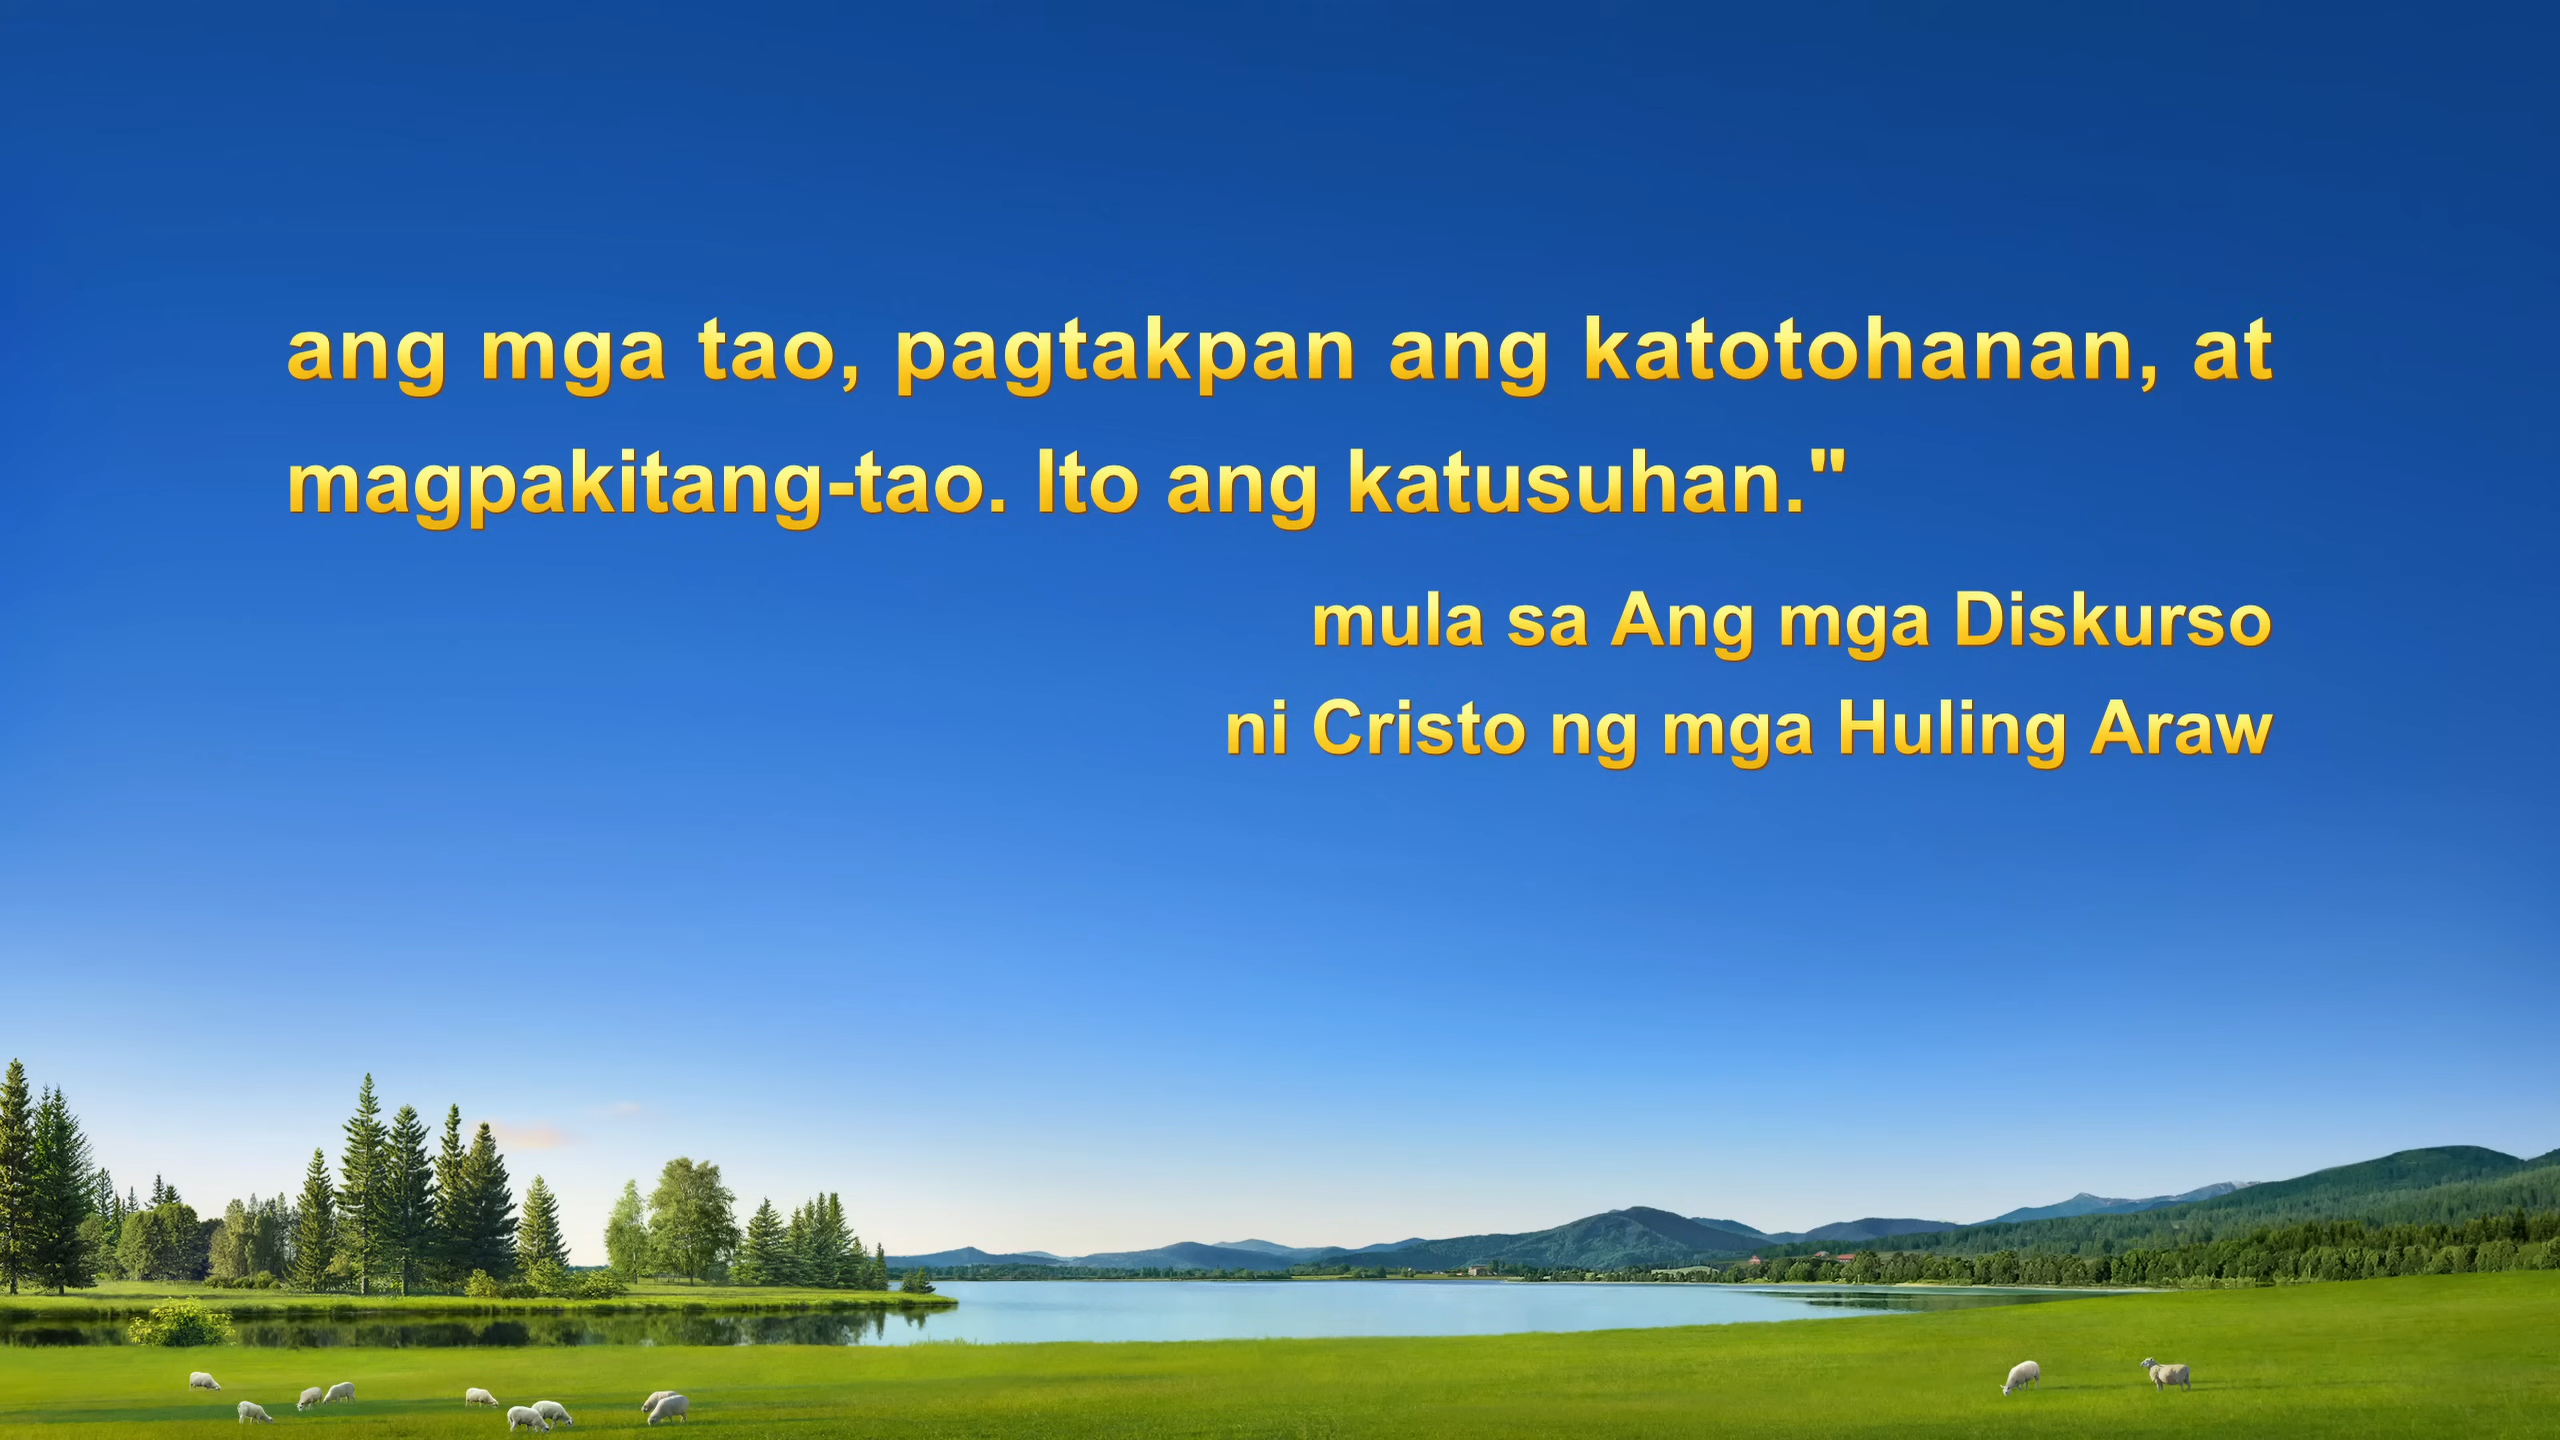 ang mga tao, pagtakpan ang katotohanan, at
magpakitang-tao. Ito ang katusuhan."
mula sa Ang mga Diskurso
ni Cristo ng mga Huling Araw